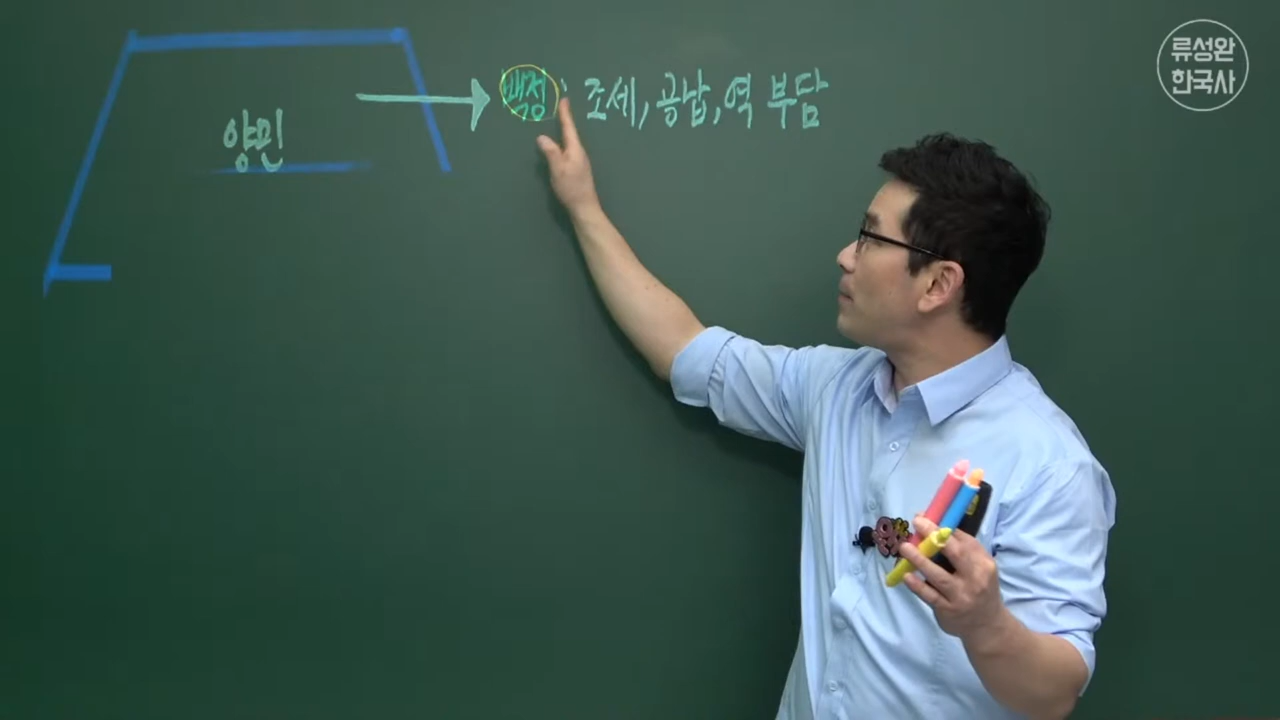 류성완
한국사
백정 : 조세, 공납, 역 부담
양민